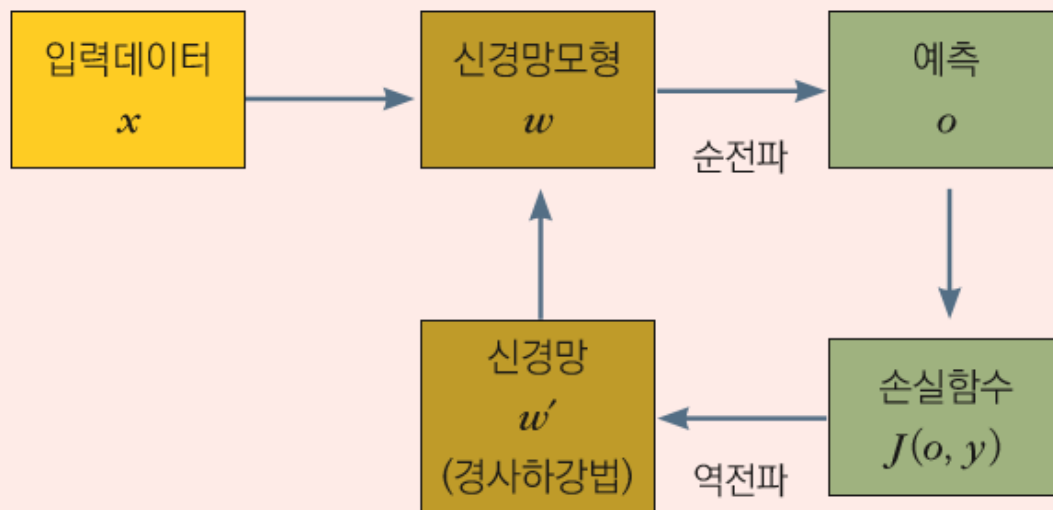 입력데이터
x
신경망모형
w
순전파
예측
o
손실함수
J(o, y)
역전파
신경망
w′
(경사하강법)